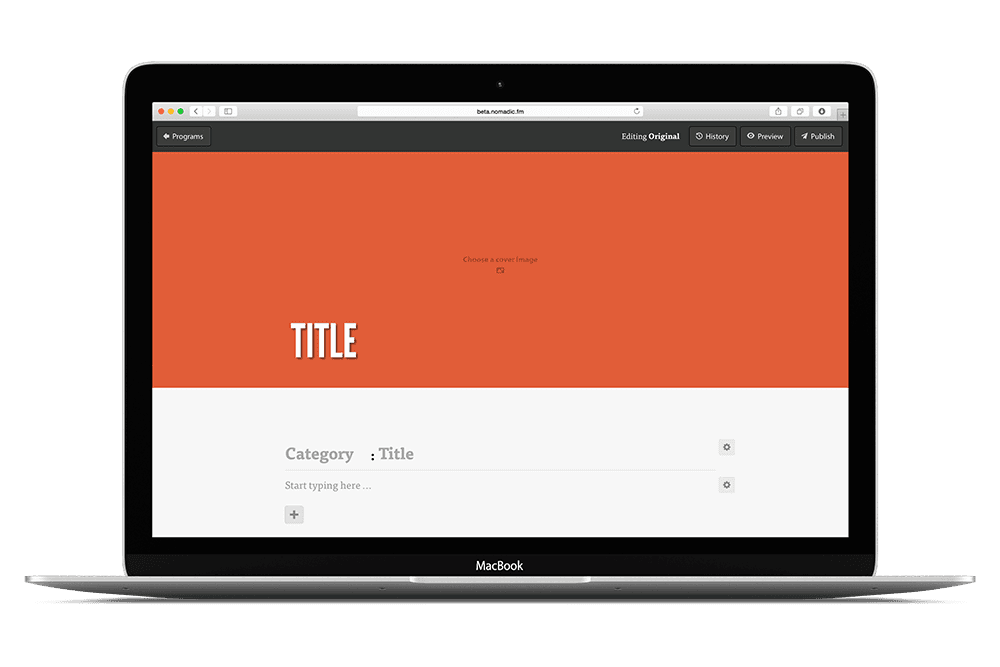 beta.nomadic.fm
Programs
Editing Original
History
Preview
Publish
Choose a cover image
TITLE
Category : Title
Start typing here ...
MacBook